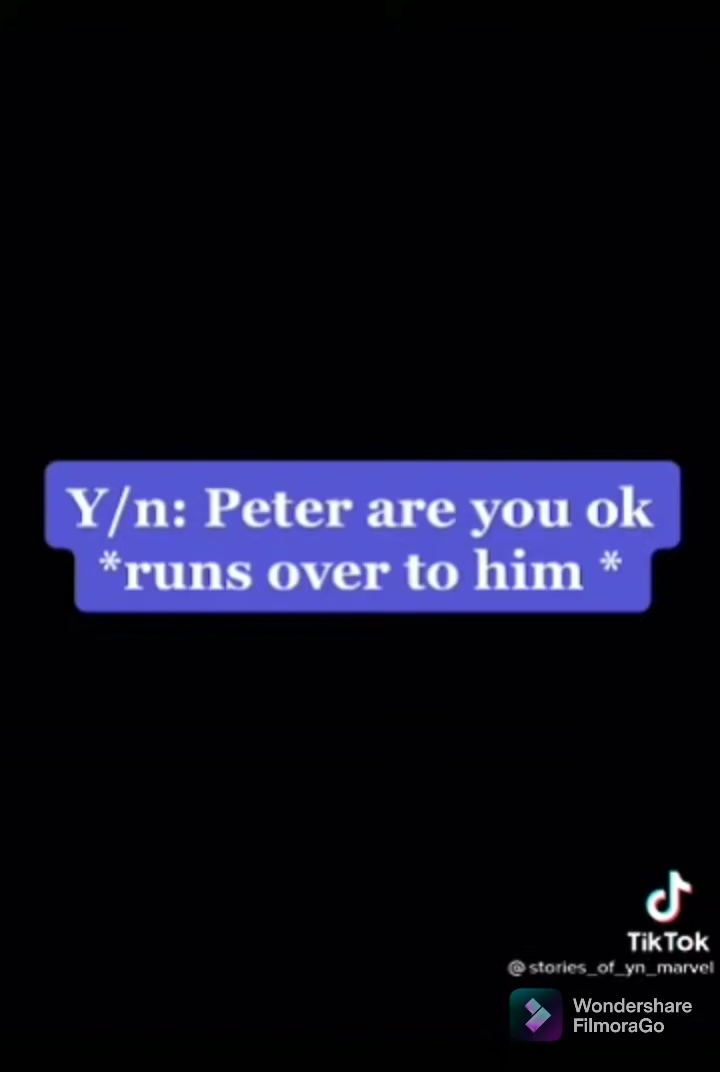 Y/n: Peter are you ok
*runs over to him *
TikTok
@stories_of_yn_marvel
Wondershare
FilmoraGo